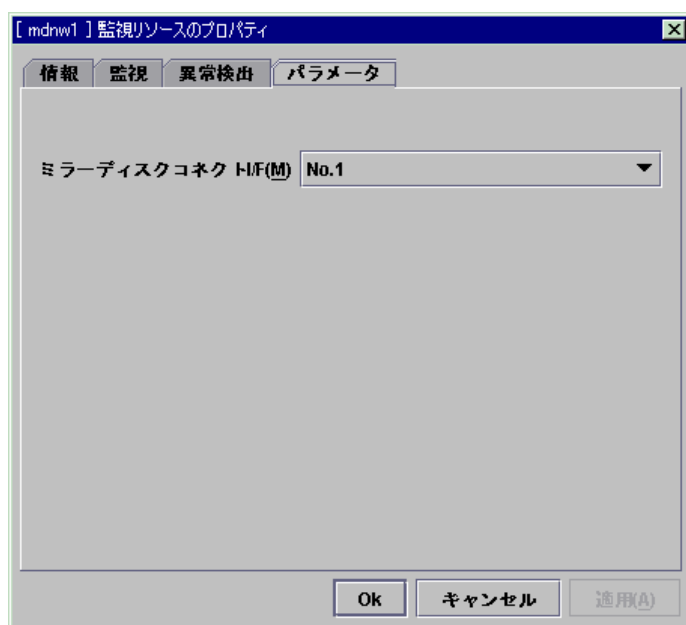 [ mdnw1 ] 監視リソースのプロパティ
情報 監視 異常検出 パラメータ
ミラーディスクコネクトI/F(M) No.1
Ok キャンセル 適用(A)